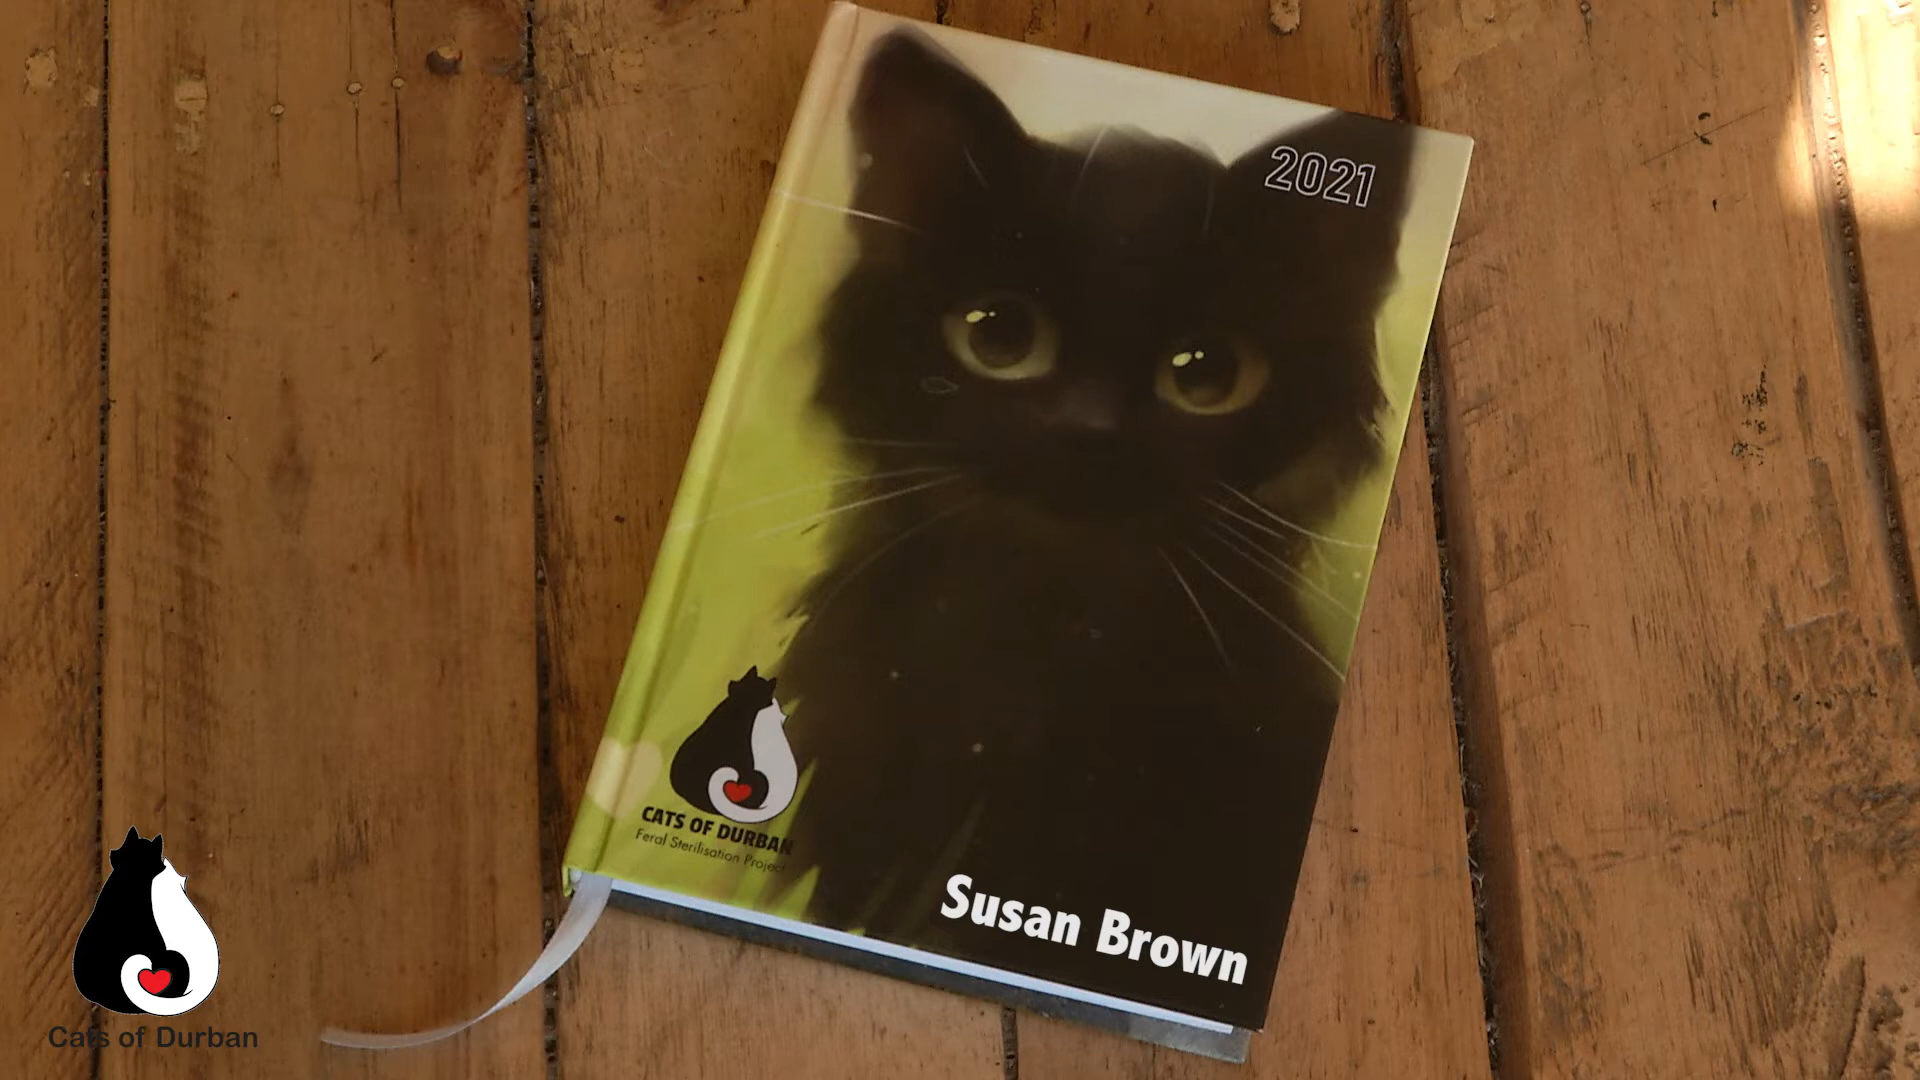 2021
CATS OF DURBAN
Feral Sterilisation Project
Susan Brown
Cats of Durban